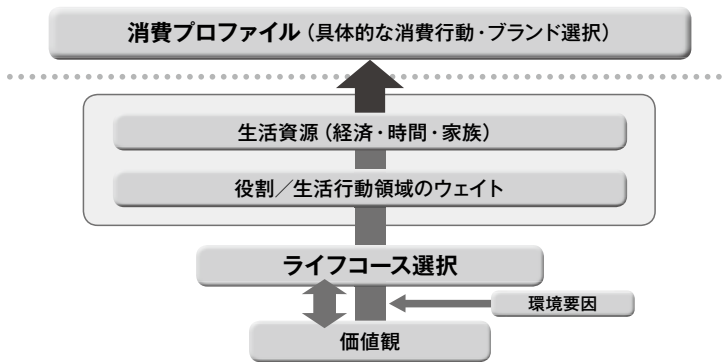 消費プロファイル（具体的な消費行動・ブランド選択）
生活資源（経済・時間・家族）
役割／生活行動領域のウェイト
ライフコース選択
環境要因
価値観